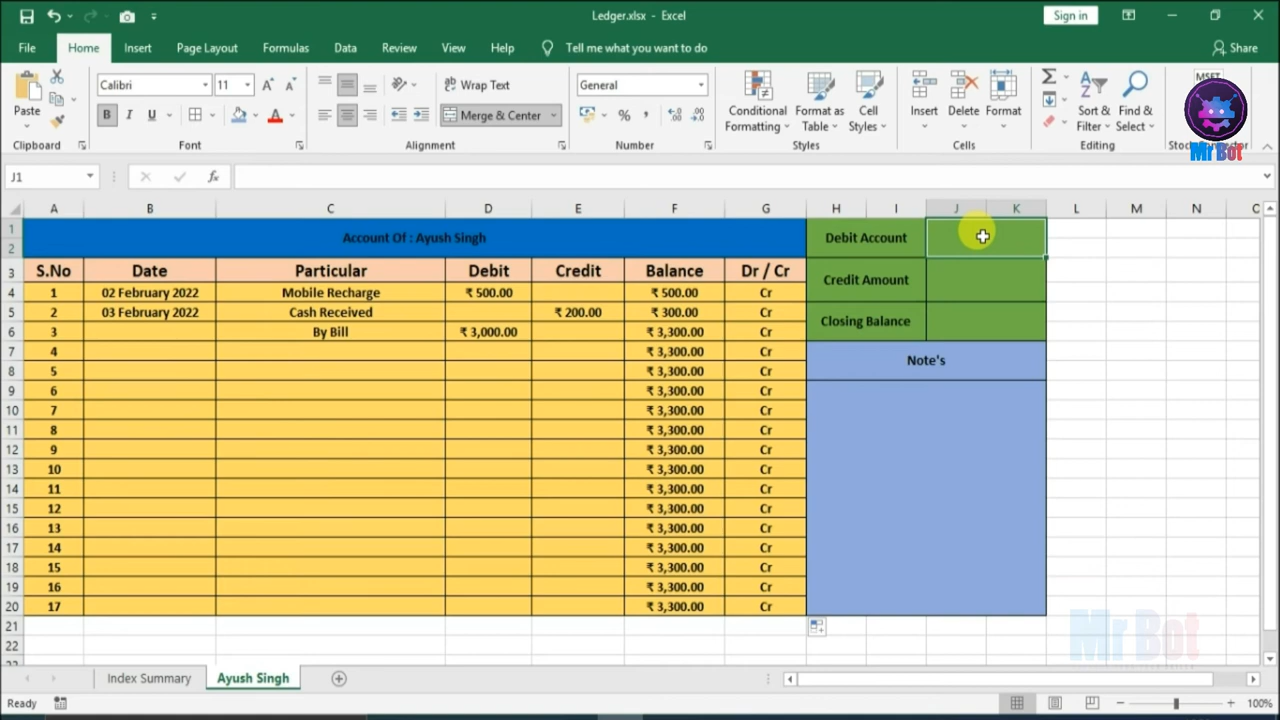 Ledger.xlsx - Excel
Sign in
File Home Insert Page Layout Formulas Data Review View Help Tell me what you want to do Share
Paste
Clipboard
Calibri 11
B I U
Font
Wrap Text
Merge & Center
Alignment
General
%
Number
Conditional Formatting
Format as Table
Cell Styles
Styles
Insert Delete Format
Cells
Sort & Filter
Find & Select
Editing
Mr Bot
J1 fx
A B C D E F G H I J K L M N
1 Account Of : Ayush Singh Debit Account
2
3 S.No Date Particular Debit Credit Balance Dr / Cr Credit Amount
4 1 02 February 2022 Mobile Recharge ₹ 500.00 ₹ 500.00 Cr
5 2 03 February 2022 Cash Received ₹ 200.00 ₹ 300.00 Cr Closing Balance
6 3 By Bill ₹ 3,000.00 ₹ 3,300.00 Cr
7 4 ₹ 3,300.00 Cr Note's
8 5 ₹ 3,300.00 Cr
9 6 ₹ 3,300.00 Cr
10 7 ₹ 3,300.00 Cr
11 8 ₹ 3,300.00 Cr
12 9 ₹ 3,300.00 Cr
13 10 ₹ 3,300.00 Cr
14 11 ₹ 3,300.00 Cr
15 12 ₹ 3,300.00 Cr
16 13 ₹ 3,300.00 Cr
17 14 ₹ 3,300.00 Cr
18 15 ₹ 3,300.00 Cr
19 16 ₹ 3,300.00 Cr
20 17 ₹ 3,300.00 Cr
21
22
Mr Bot
Index Summary Ayush Singh
Ready 100%